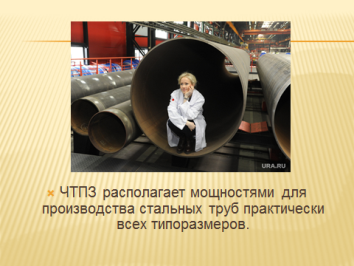 URA.RU
ЧТПЗ располагает мощностями для
производства стальных труб практически
всех типоразмеров.